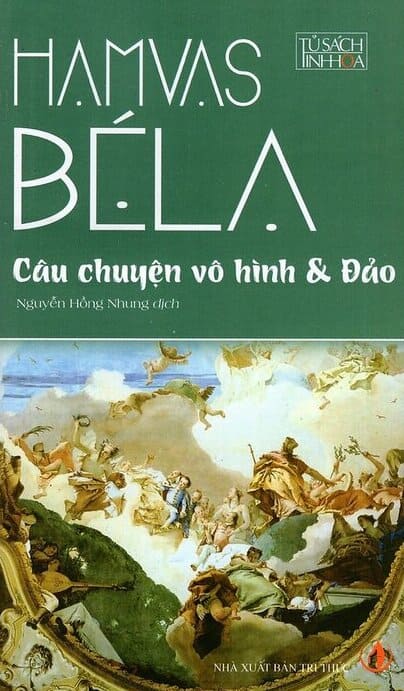 HAMVAS
TỦ SÁCH
TINH HOA
BÉLA
Câu chuyện vô hình & Đảo
Nguyễn Hồng Nhung dịch
NHÀ XUẤT BẢN TRI THỨC